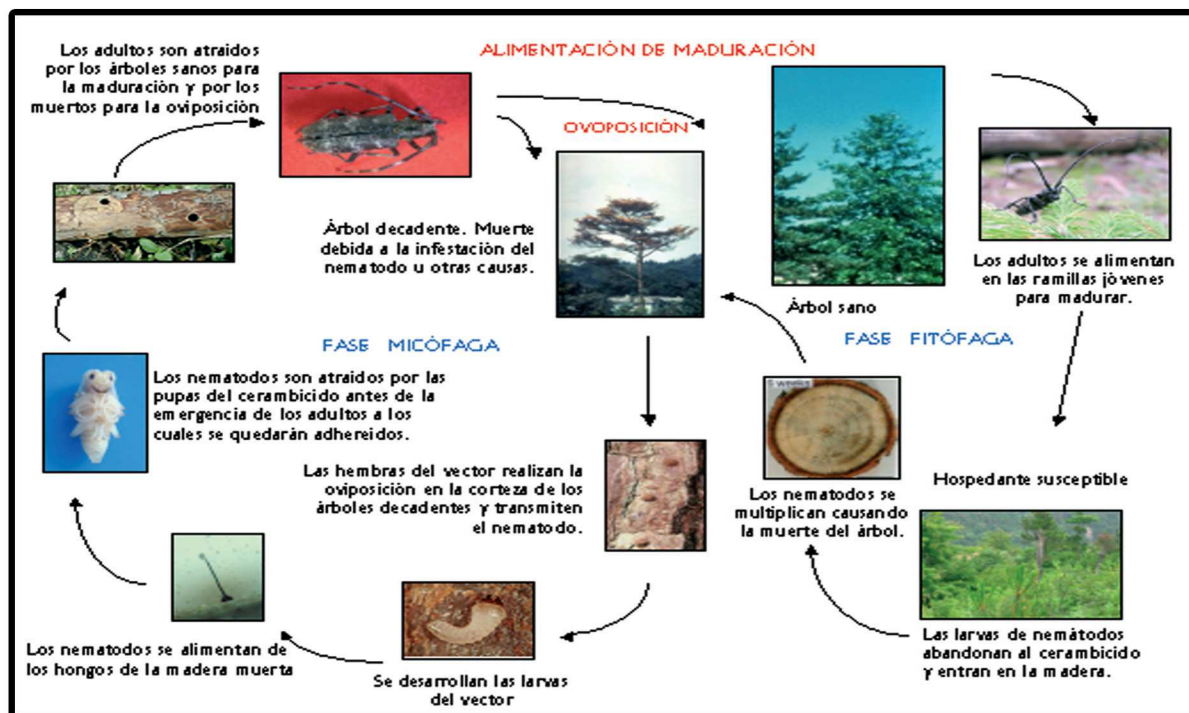 Los adultos son atraidos
por los árboles sanos para
la maduración y por los
muertos para la oviposición
ALIMENTACIÓN DE MADURACIÓN
OVOPOSICIÓN
Árbol decadente. Muerte
debida a la infestación del
nematodo u otras causas.
Árbol sano
Los adultos se alimentan
en las ramillas jóvenes
para madurar.
FASE MICÓFAGA
FASE FITÓFAGA
Los nematodos son atraidos por las
pupas del cerambicido antes de la
emergencia de los adultos a los
cuales se quedarán adhereidos.
6 weeks
Las hembras del vector realizan la
oviposición en la corteza de los
árboles decadentes y transmiten
el nematodo.
Los nematodos se
multiplican causando
la muerte del árbol.
Hospedante susceptible
Los nematodos se alimentan de
los hongos de la madera muerta
Se desarrollan las larvas
del vector
Las larvas de nemátodos
abandonan al cerambicido
y entran en la madera.